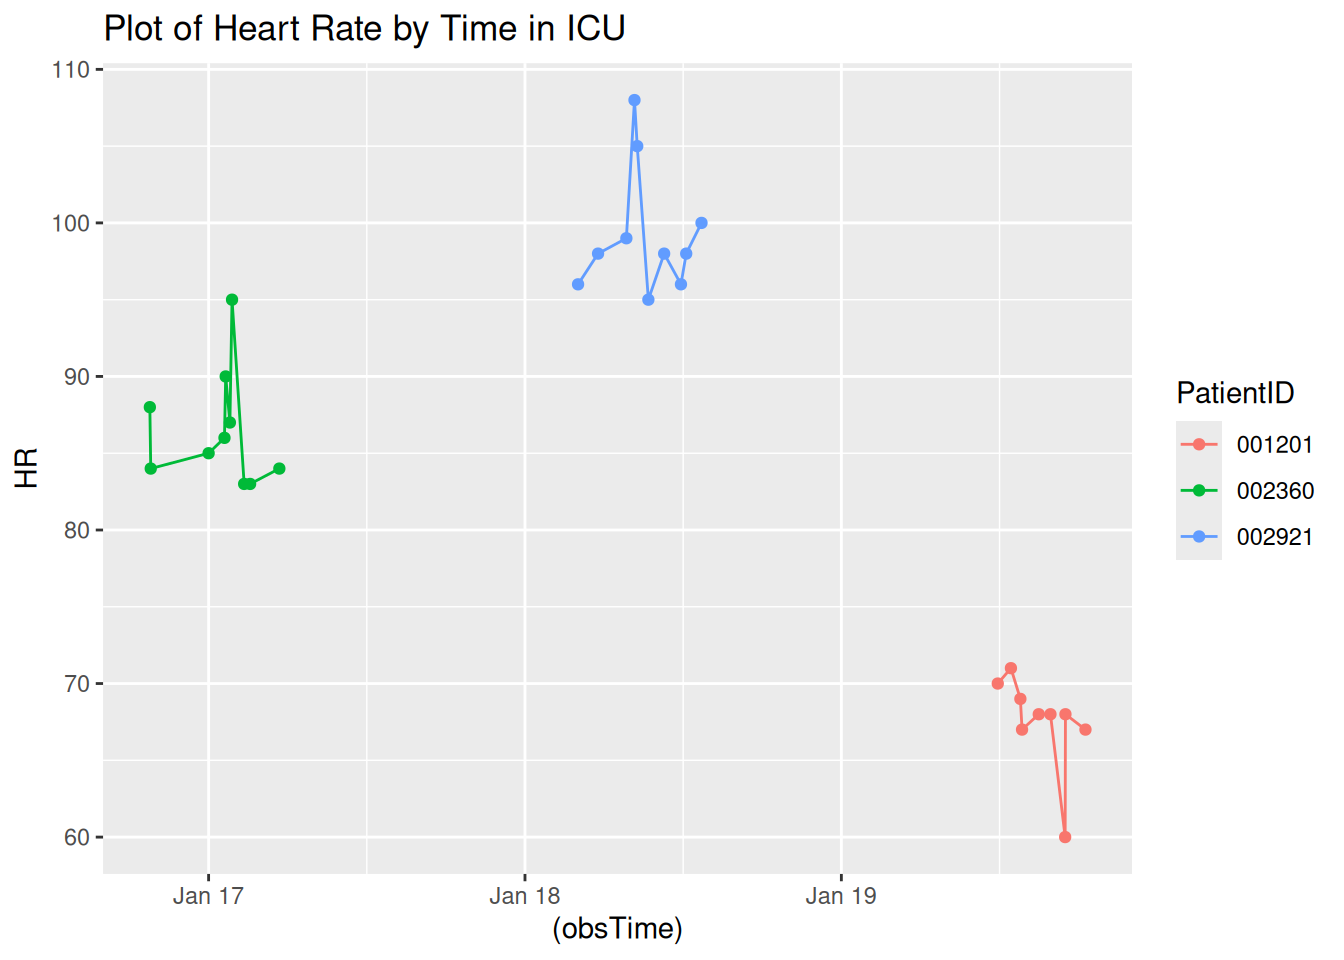 Plot of Heart Rate by Time in ICU
110
100
90
80
70
60
HR
Jan 17
Jan 18
Jan 19
(obsTime)
PatientID
001201
002360
002921